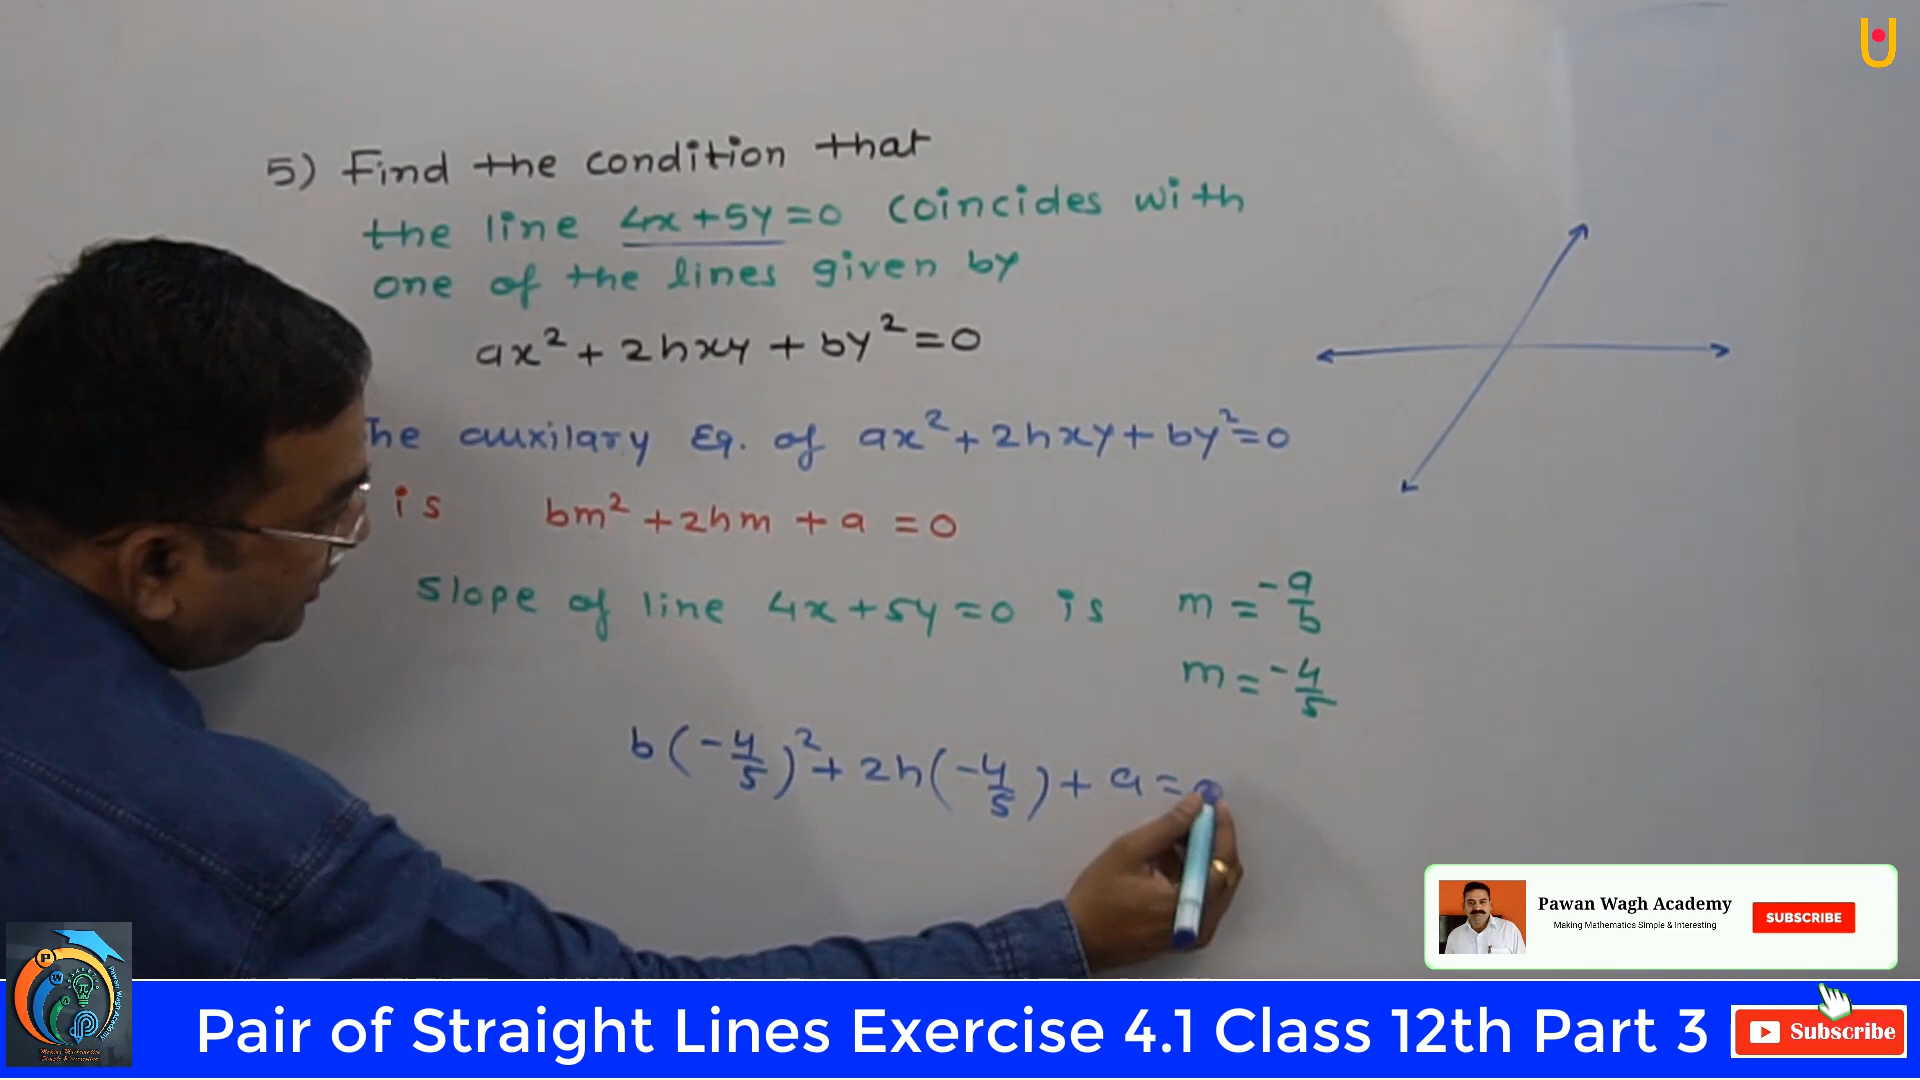 5) Find the condition that
the line 4x+5y=0 coincides with
one of the lines given by
ax²+2hxy+by²=0
he auxilary Eq. of ax²+2hxy+by²=0
is bm²+2hm+a=0
slope of line 4x+5y=0 is m=-a/b
m=-4/5
b(-4/5)²+2h(-4/5)+a=
Pawan Wagh Academy
Making Mathematics Simple & Interesting
SUBSCRIBE
Pair of Straight Lines Exercise 4.1 Class 12th Part 3
Subscribe